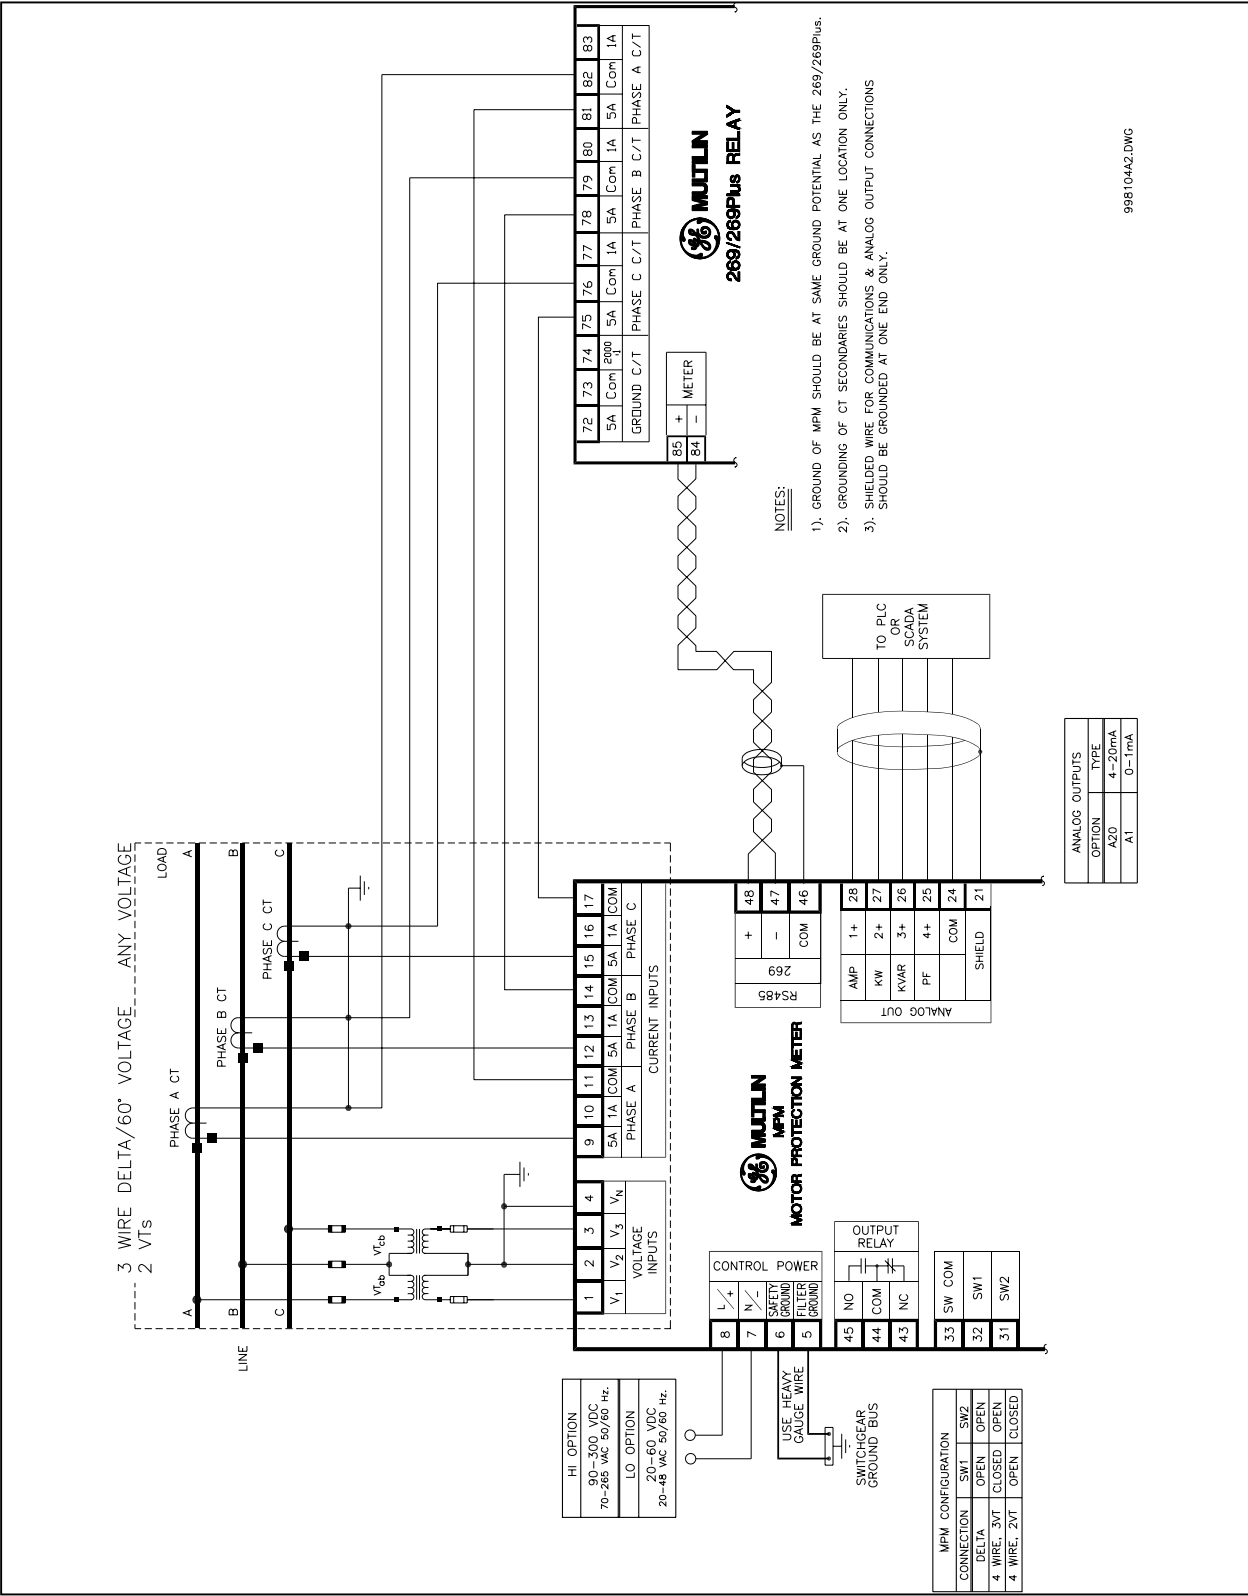 3 WIRE DELTA/60° VOLTAGE ANY VOLTAGE
2 VTs
LINE
LOAD
A
B
C
A
B
C
PHASE A CT
PHASE B CT
PHASE C CT
VTab
VTcb
1 2 3 4
V1 V2 V3 VN
VOLTAGE
INPUTS
9 10 11 12 13 14 15 16 17
5A 1A COM 5A 1A COM 5A 1A COM
PHASE A PHASE B PHASE C
CURRENT INPUTS
HI OPTION
90-300 VDC
70-265 VAC 50/60 Hz.
LO OPTION
20-60 VDC
20-48 VAC 50/60 Hz.
USE HEAVY
GAUGE WIRE
SWITCHGEAR
GROUND BUS
CONTROL POWER
8 L/+
7 N/-
6 SAFETY GROUND
5 FILTER GROUND
OUTPUT
RELAY
45 NO
44 COM
43 NC
33 SW COM
32 SW1
31 SW2
MPM CONFIGURATION
CONNECTION SW1 SW2
DELTA OPEN OPEN
4 WIRE, 3VT CLOSED OPEN
4 WIRE, 2VT OPEN CLOSED
GE MULTILIN
MPM
MOTOR PROTECTION METER
RS485
269
+ 48
- 47
COM 46
ANALOG OUT
AMP 1+ 28
KW 2+ 27
KVAR 3+ 26
PF 4+ 25
COM 24
SHIELD 21
TO PLC
OR
SCADA
SYSTEM
ANALOG OUTPUTS
OPTION TYPE
A20 4-20mA
A1 0-1mA
72 73 74 75 76 77 78 79 80 81 82 83
5A Com 2000:1 5A Com 1A 5A Com 1A 5A Com 1A
GROUND C/T PHASE C C/T PHASE B C/T PHASE A C/T
85 +
84 -
METER
GE MULTILIN
269/269Plus RELAY
NOTES:
1). GROUND OF MPM SHOULD BE AT SAME GROUND POTENTIAL AS THE 269/269Plus.
2). GROUNDING OF CT SECONDARIES SHOULD BE AT ONE LOCATION ONLY.
3). SHIELDED WIRE FOR COMMUNICATIONS & ANALOG OUTPUT CONNECTIONS
SHOULD BE GROUNDED AT ONE END ONLY.
998104A2.DWG